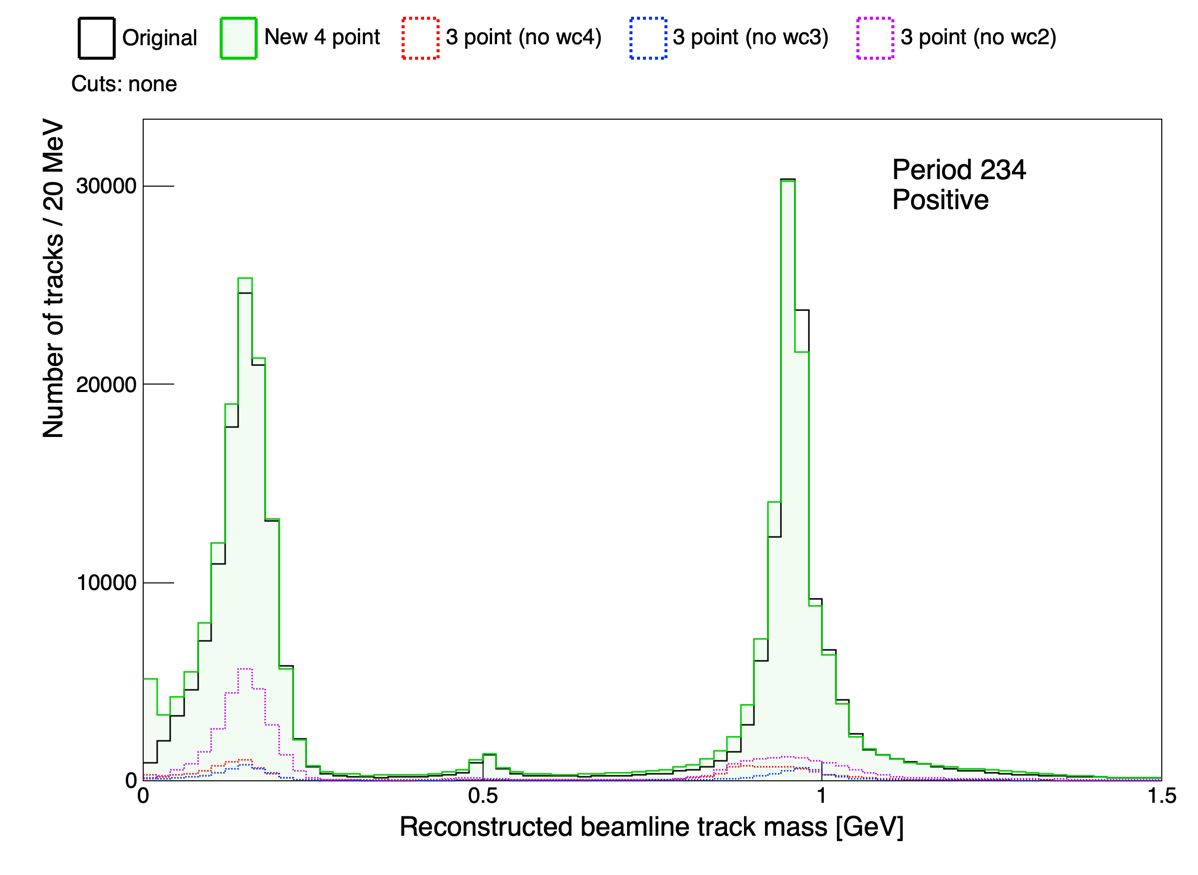 Original New 4 point 3 point (no wc4) 3 point (no wc3) 3 point (no wc2)
Cuts: none
Number of tracks / 20 MeV
Period 234
Positive
30000
20000
10000
0
0 0.5 1 1.5
Reconstructed beamline track mass [GeV]